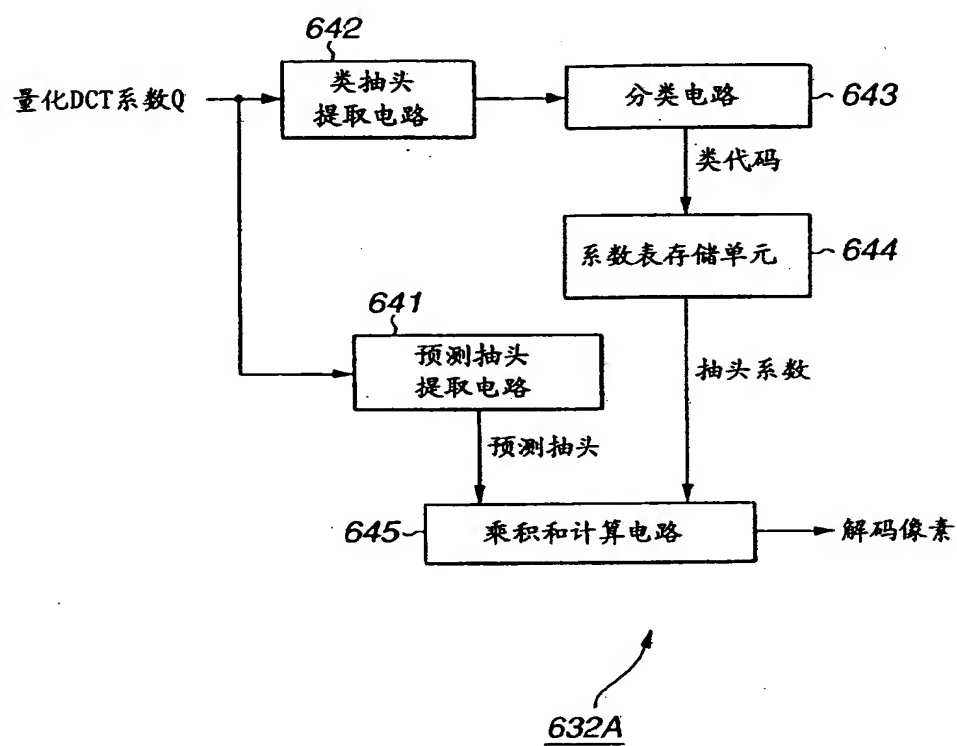 642
量化DCT系数Q
类抽头
提取电路
分类电路
643
类代码
系数表存储单元
644
641
预测抽头
提取电路
抽头系数
预测抽头
645
乘积和计算电路
解码像素
632A